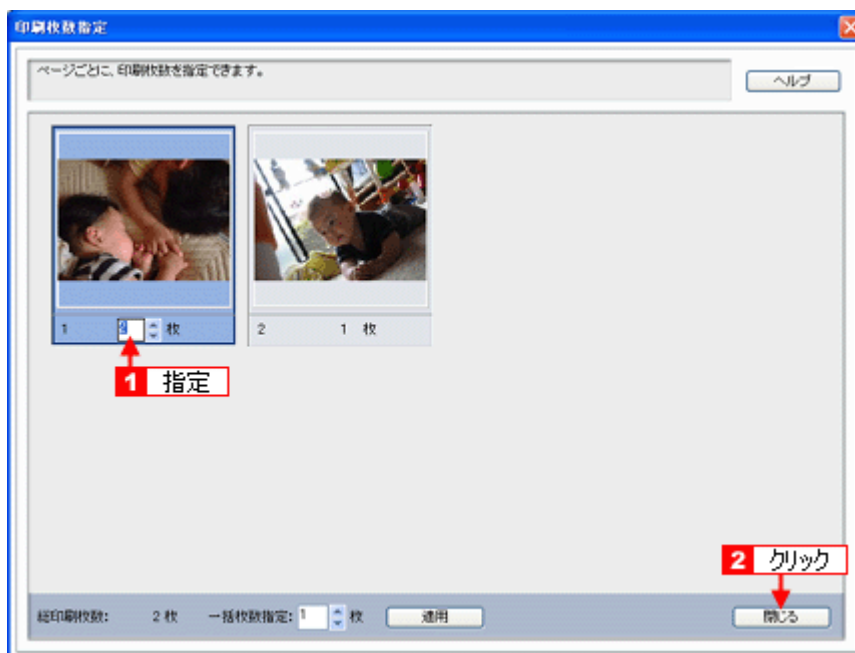 印刷枚数指定
ページごとに、印刷枚数を指定できます。
ヘルプ
1 枚
2 1 枚
1 指定
2 クリック
総印刷枚数: 2 枚 一括枚数指定: 1 枚 適用 閉じる